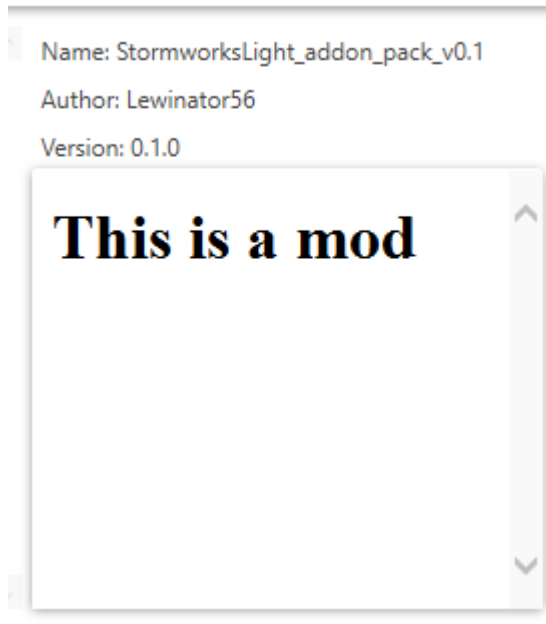 Name: StormworksLight_addon_pack_v0.1
Author: Lewinator56
Version: 0.1.0
This is a mod